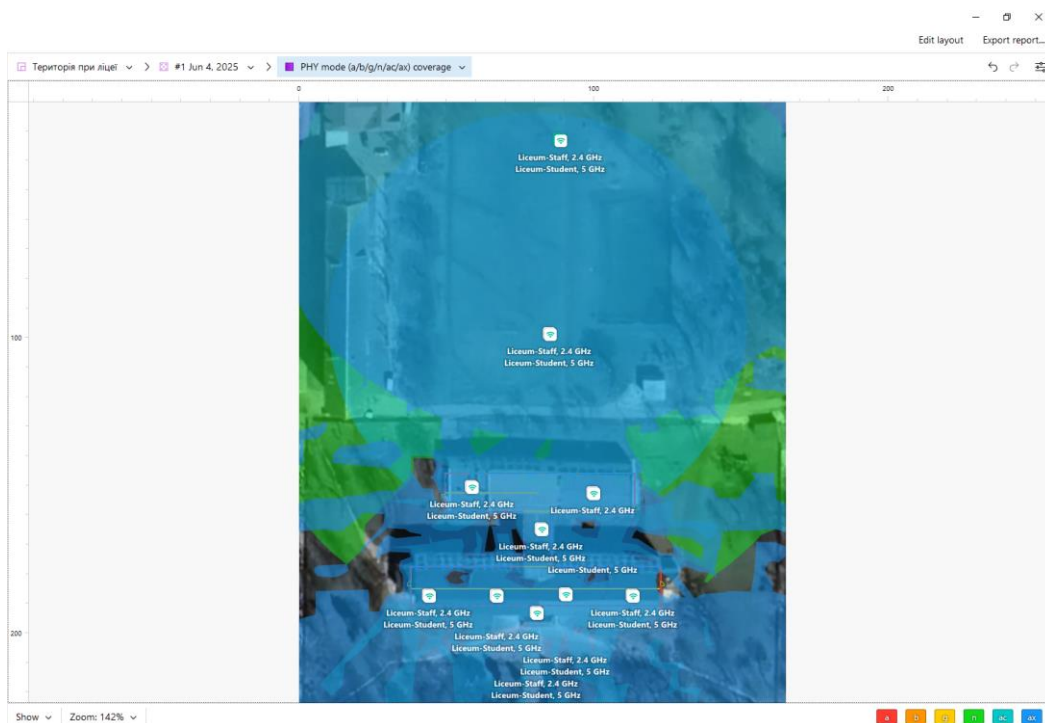 Edit layout Export report...
Територія при ліцеї #1 Jun 4, 2025 PHY mode (a/b/g/n/ac/ax) coverage
0 100 200
Liceum-Staff, 2.4 GHz
Liceum-Student, 5 GHz
100
Liceum-Staff, 2.4 GHz
Liceum-Student, 5 GHz
Liceum-Staff, 2.4 GHz
Liceum-Student, 5 GHz
Liceum-Staff, 2.4 GHz
Liceum-Staff, 2.4 GHz
Liceum-Student, 5 GHz
Liceum-Student, 5 GHz
Liceum-Staff, 2.4 GHz
Liceum-Student, 5 GHz
Liceum-Staff, 2.4 GHz
Liceum-Student, 5 GHz
200
Liceum-Staff, 2.4 GHz
Liceum-Student, 5 GHz
Liceum-Staff, 2.4 GHz
Liceum-Student, 5 GHz
Liceum-Staff, 2.4 GHz
Liceum-Student, 5 GHz
Show Zoom: 142% a b g n ac ax